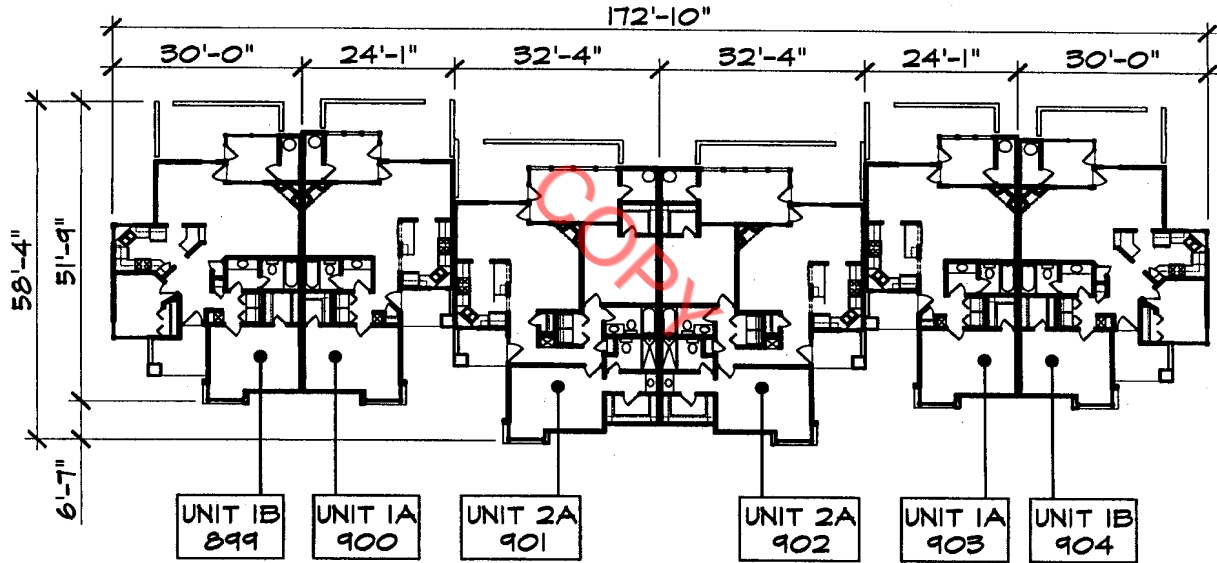 172'-10"
30'-0" 24'-1" 32'-4" 32'-4" 24'-1" 30'-0"
58'-4"
51'-9"
6'-7"
COPY
UNIT 1B
899
UNIT 1A
900
UNIT 2A
901
UNIT 2A
902
UNIT 1A
903
UNIT 1B
904